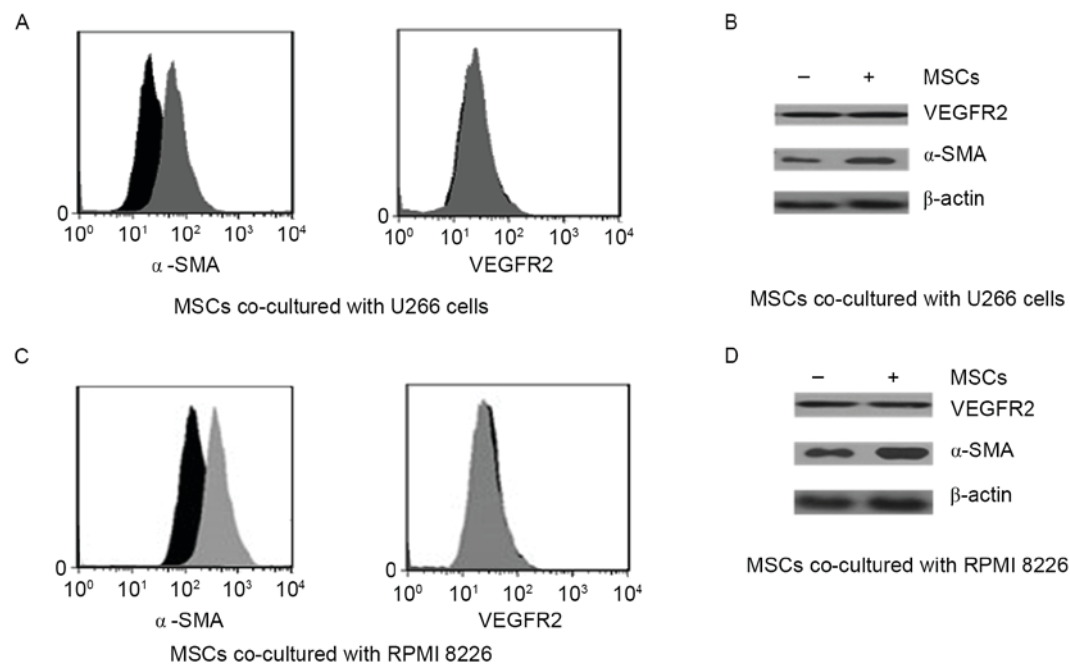 A
B
0
10⁰ 10¹ 10² 10³ 10⁴
α -SMA
0
10⁰ 10¹ 10² 10³ 10⁴
VEGFR2
MSCs co-cultured with U266 cells
− + MSCs
VEGFR2
α-SMA
β-actin
MSCs co-cultured with U266 cells
C
D
0
10⁰ 10¹ 10² 10³ 10⁴
α -SMA
0
10⁰ 10¹ 10² 10³ 10⁴
VEGFR2
MSCs co-cultured with RPMI 8226
− + MSCs
VEGFR2
α-SMA
β-actin
MSCs co-cultured with RPMI 8226